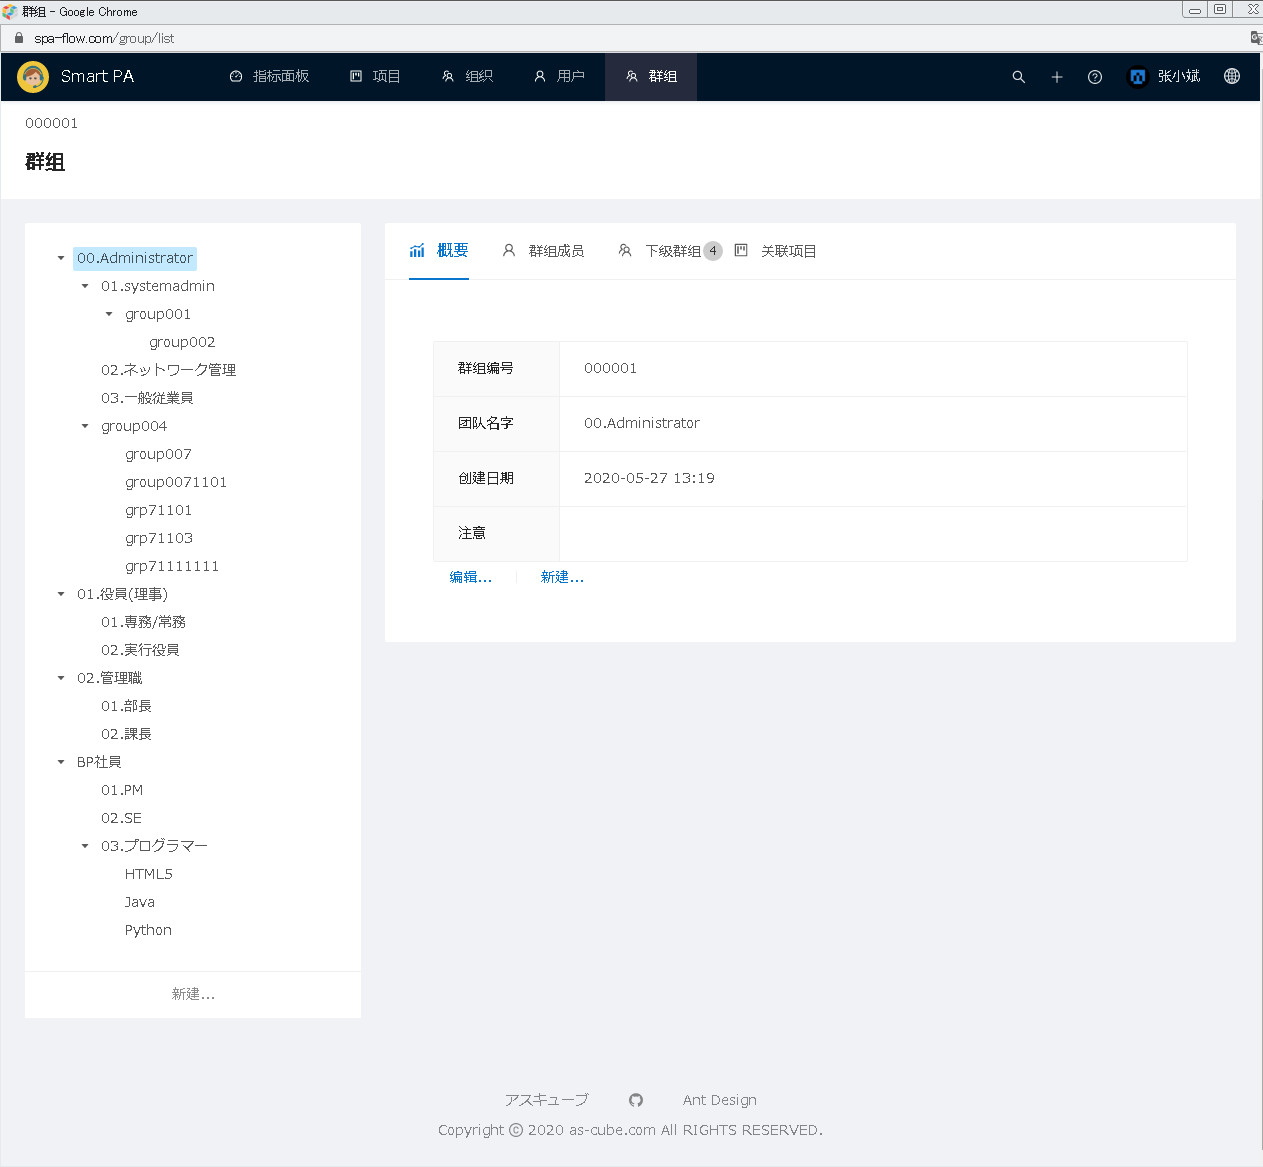 群组 - Google Chrome
spa-flow.com/group/list
Smart PA 指标面板 项目 组织 用户 群组 张小斌
000001
群组
00.Administrator
01.systemadmin
group001
group002
02.ネットワーク管理
03.一般従業員
group004
group007
group0071101
grp71101
grp71103
grp71111111
01.役員(理事)
01.専務/常務
02.実行役員
02.管理職
01.部長
02.課長
BP社員
01.PM
02.SE
03.プログラマー
HTML5
Java
Python
新建...
概要 群组成员 下级群组 4 关联项目
群组编号 000001
团队名字 00.Administrator
创建日期 2020-05-27 13:19
注意
编辑... 新建...
アスキューブ Ant Design
Copyright © 2020 as-cube.com All RIGHTS RESERVED.